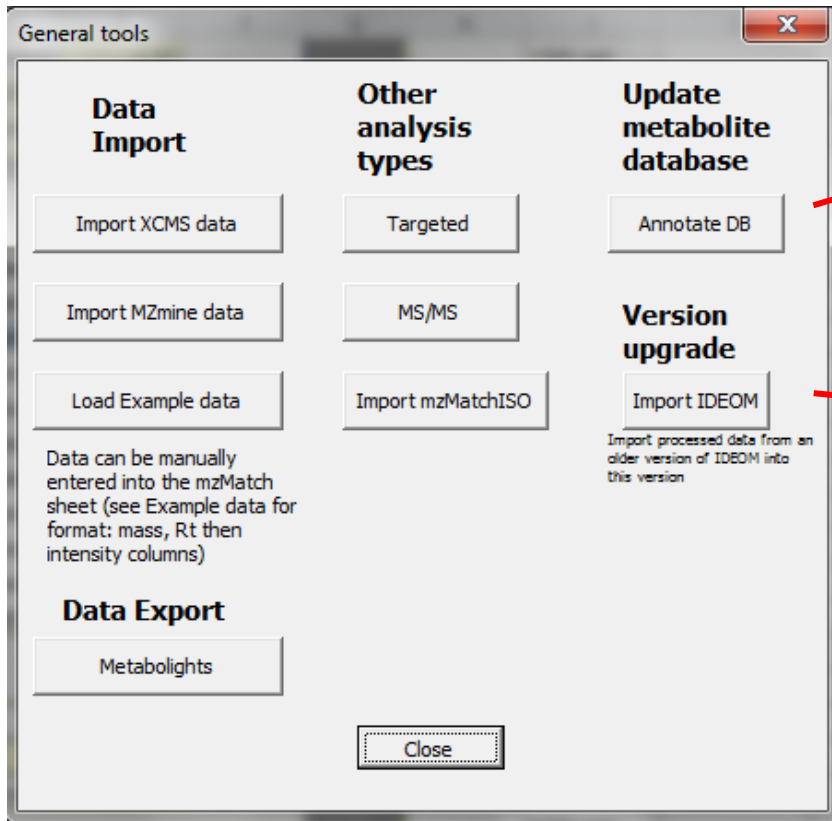 General tools
Data
Import
Import XCMS data
Import MZmine data
Load Example data
Data can be manually
entered into the mzMatch
sheet (see Example data for
format: mass, Rt then
intensity columns)
Data Export
Metabolights
Other
analysis
types
Targeted
MS/MS
Import mzMatchISO
Update
metabolite
database
Annotate DB
Version
upgrade
Import IDEOM
Import processed data from an
older version of IDEOM into
this version
Close